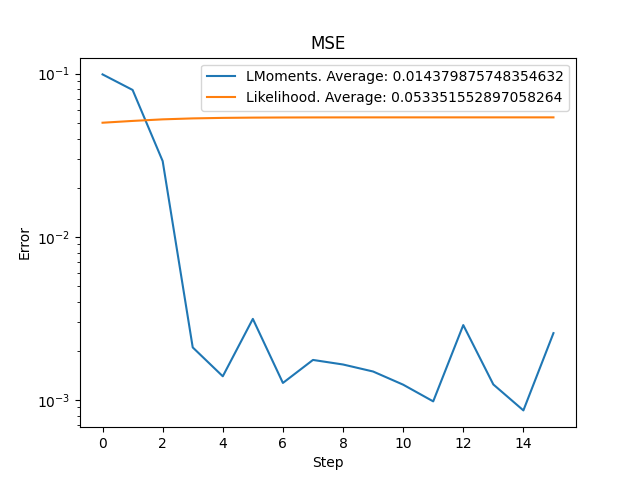 MSE
LMoments. Average: 0.014379875748354632
Likelihood. Average: 0.053351552897058264
10⁻¹
10⁻²
10⁻³
Error
0 2 4 6 8 10 12 14
Step